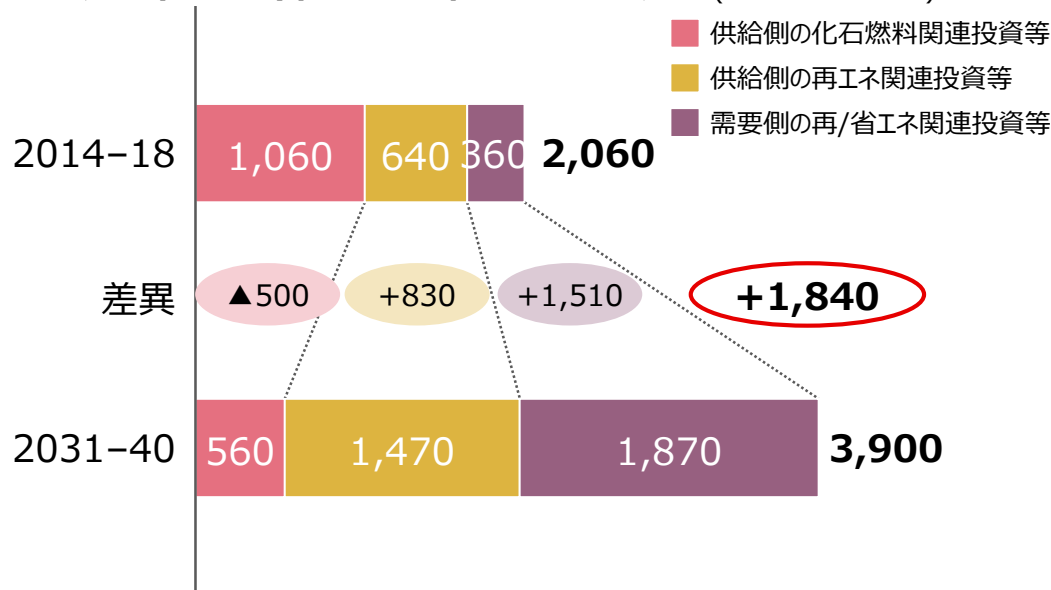 供給側の化石燃料関連投資等
供給側の再エネ関連投資等
需要側の再/省エネ関連投資等
2014–18 1,060 640 360 2,060
差異 ▲500 +830 +1,510 +1,840
2031–40 560 1,470 1,870 3,900